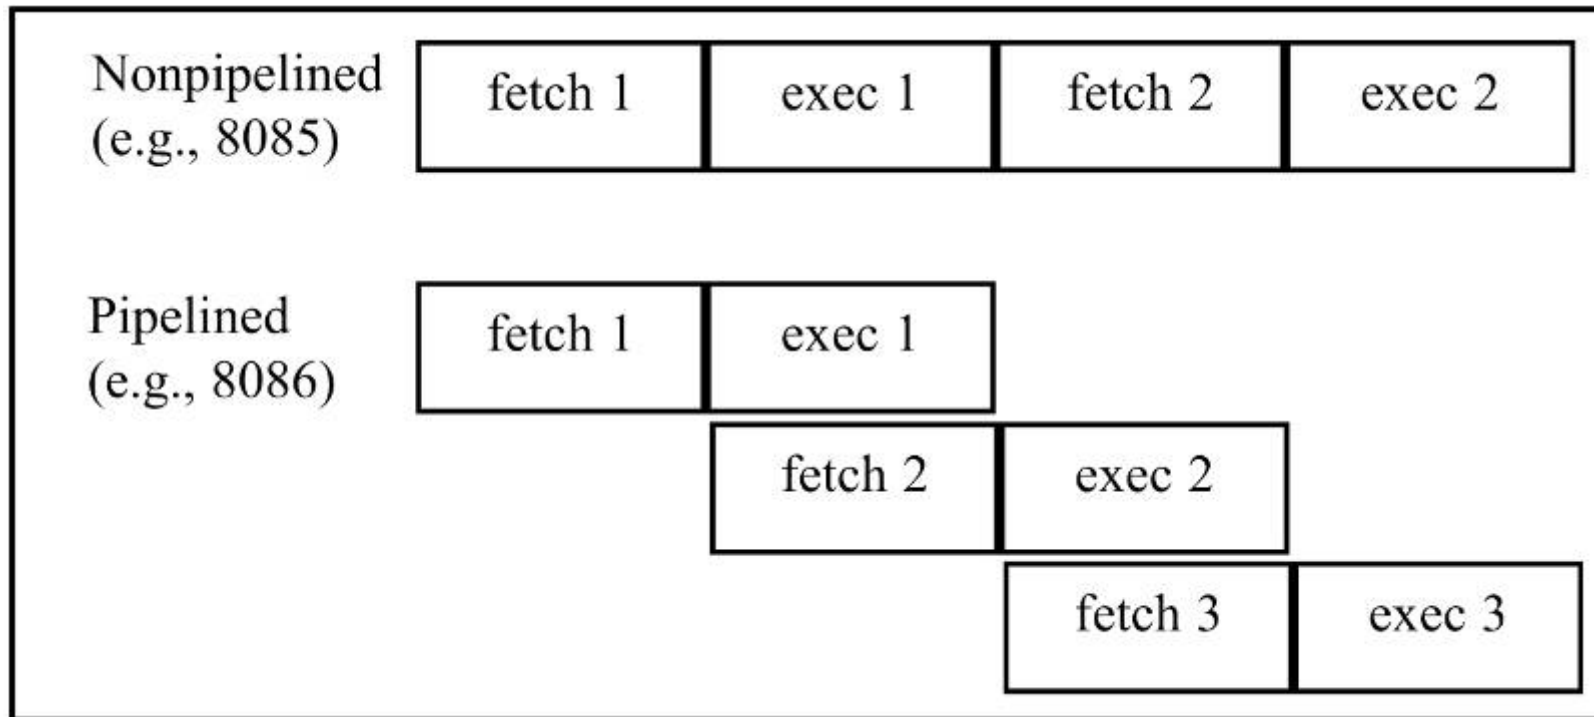 Nonpipelined
(e.g., 8085)
fetch 1 exec 1 fetch 2 exec 2
Pipelined
(e.g., 8086)
fetch 1 exec 1
fetch 2 exec 2
fetch 3 exec 3